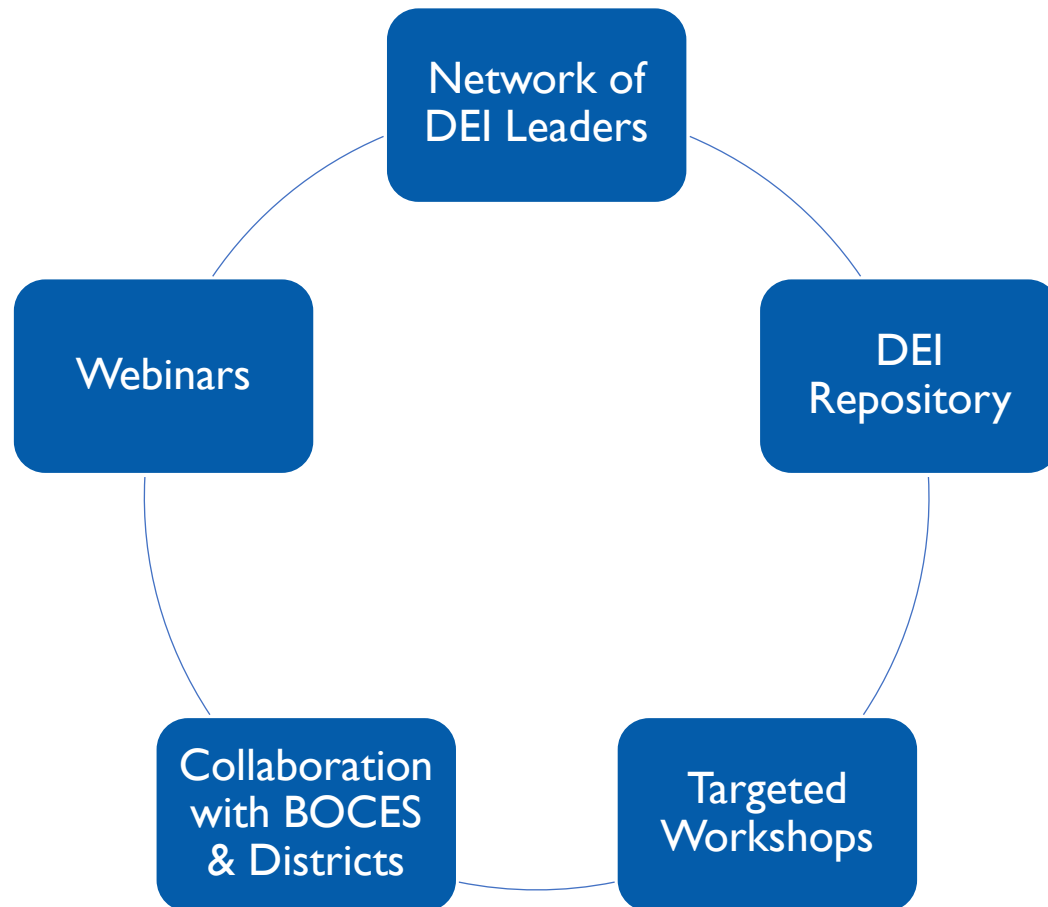 Network of
DEI Leaders
DEI
Repository
Targeted
Workshops
Collaboration
with BOCES
& Districts
Webinars